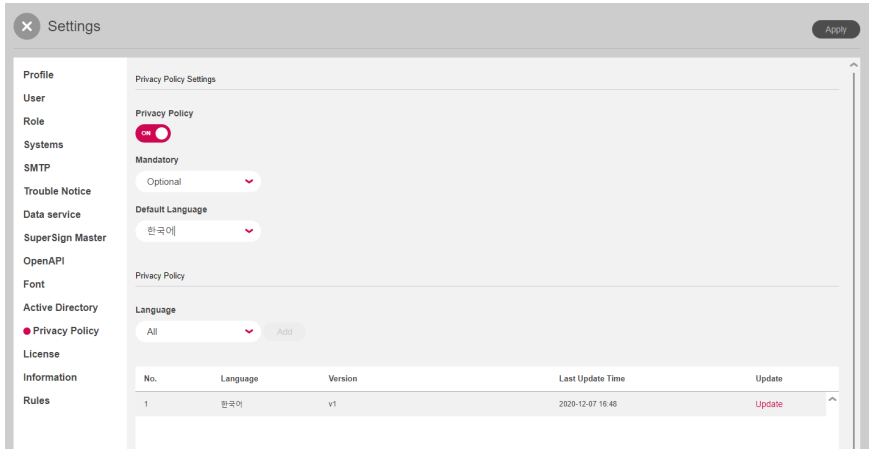 Settings
Apply
Profile
User
Role
Systems
SMTP
Trouble Notice
Data service
SuperSign Master
OpenAPI
Font
Active Directory
Privacy Policy
License
Information
Rules
Privacy Policy Settings
Privacy Policy
ON
Mandatory
Optional
Default Language
한국어
Privacy Policy
Language
All Add
No. Language Version Last Update Time Update
1 한국어 v1 2020-12-07 16:48 Update